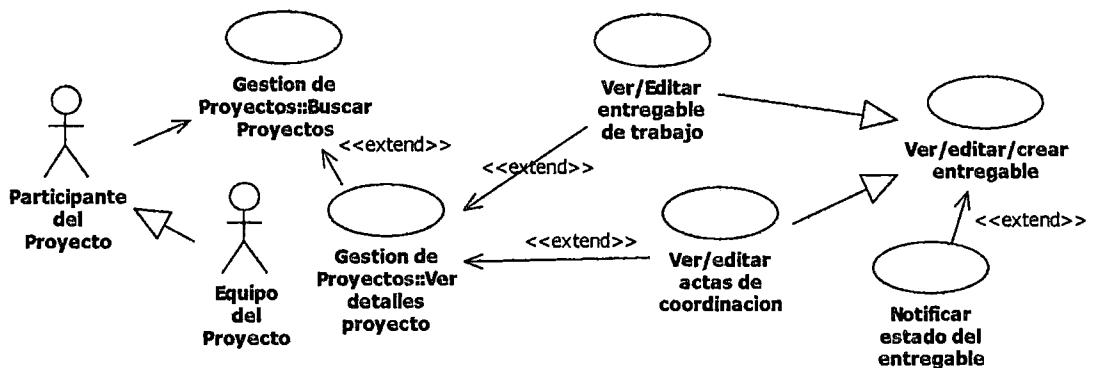 Gestion de
Proyectos::Buscar
Proyectos
Ver/Editar
entregable
de trabajo
Ver/editar/crear
entregable
<<extend>>
<<extend>>
Participante
del
Proyecto
<<extend>>
<<extend>>
Gestion de
Proyectos::Ver
detalles
proyecto
Ver/editar
actas de
coordinacion
Equipo
del
Proyecto
Notificar
estado del
entregable